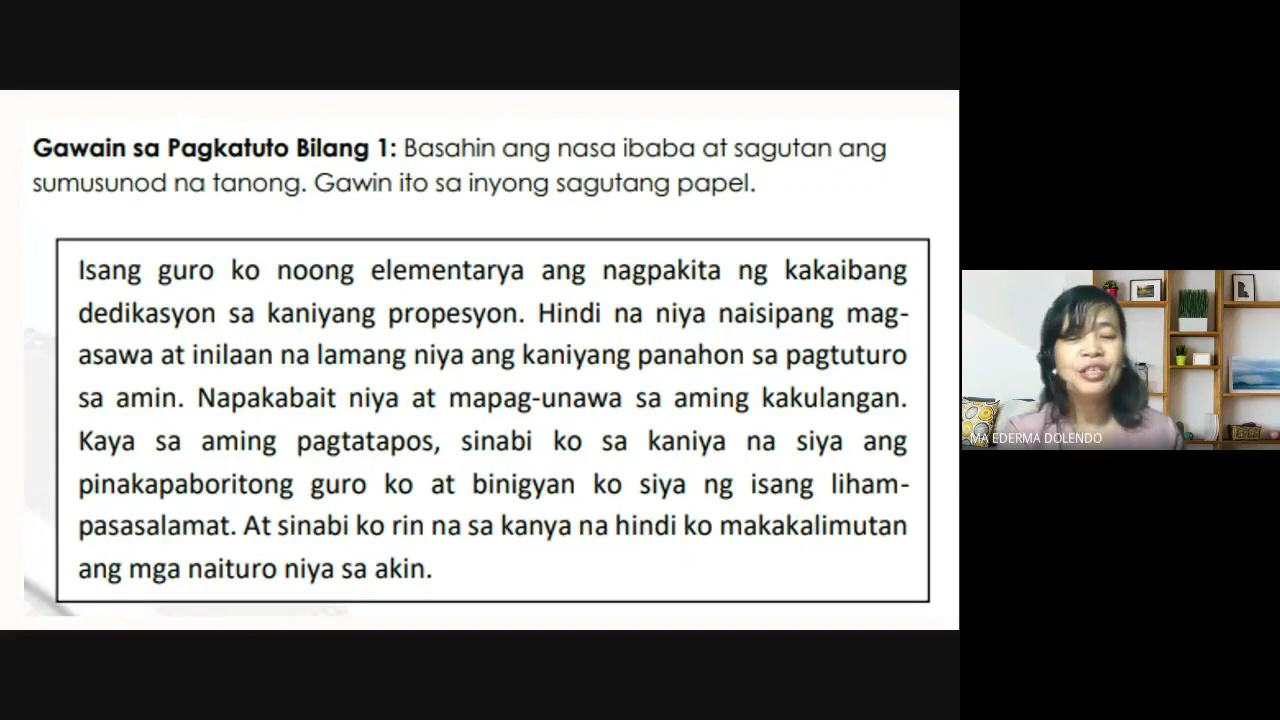 Gawain sa Pagkatuto Bilang 1: Basahin ang nasa ibaba at sagutan ang
sumusunod na tanong. Gawin ito sa inyong sagutang papel.
Isang guro ko noong elementarya ang nagpakita ng kakaibang
dedikasyon sa kaniyang propesyon. Hindi na niya naisipang mag-
asawa at inilaan na lamang niya ang kaniyang panahon sa pagtuturo
sa amin. Napakabait niya at mapag-unawa sa aming kakulangan.
Kaya sa aming pagtatapos, sinabi ko sa kaniya na siya ang
pinakapaboritong guro ko at binigyan ko siya ng isang liham-
pasasalamat. At sinabi ko rin na sa kanya na hindi ko makakalimutan
ang mga naituro niya sa akin.
MA EDERMA DOLENDO